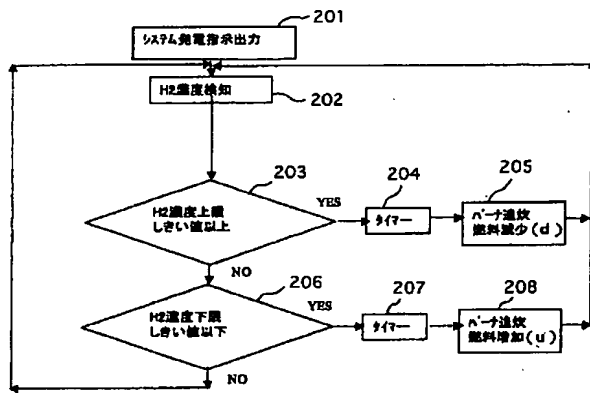 201
システム発電指示出力
H2濃度検知
202
203
H2濃度上限
しきい値以上
YES
204
タイマー
205
バーナ追炊
燃料減少(d)
NO
206
H2濃度下限
しきい値以下
YES
207
タイマー
208
バーナ追炊
燃料増加(u)
NO